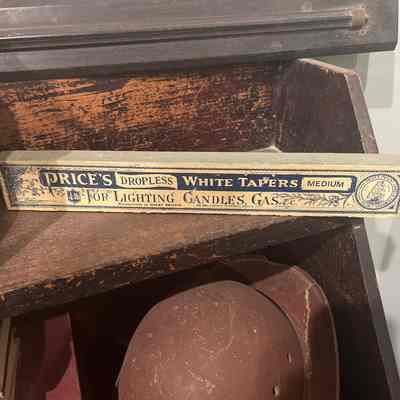 PRICE'S DROPLESS WHITE TAPERS MEDIUM
FOR LIGHTING CANDLES, GAS